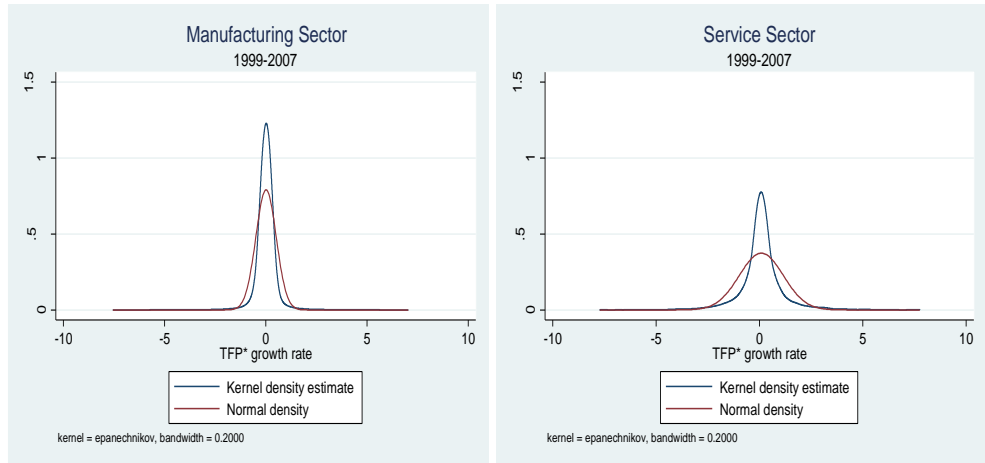 Manufacturing Sector
1999-2007
1.5
1
.5
0
-10 -5 0 5 10
TFP* growth rate
Kernel density estimate
Normal density
kernel = epanechnikov, bandwidth = 0.2000
Service Sector
1999-2007
1.5
1
.5
0
-10 -5 0 5 10
TFP* growth rate
Kernel density estimate
Normal density
kernel = epanechnikov, bandwidth = 0.2000